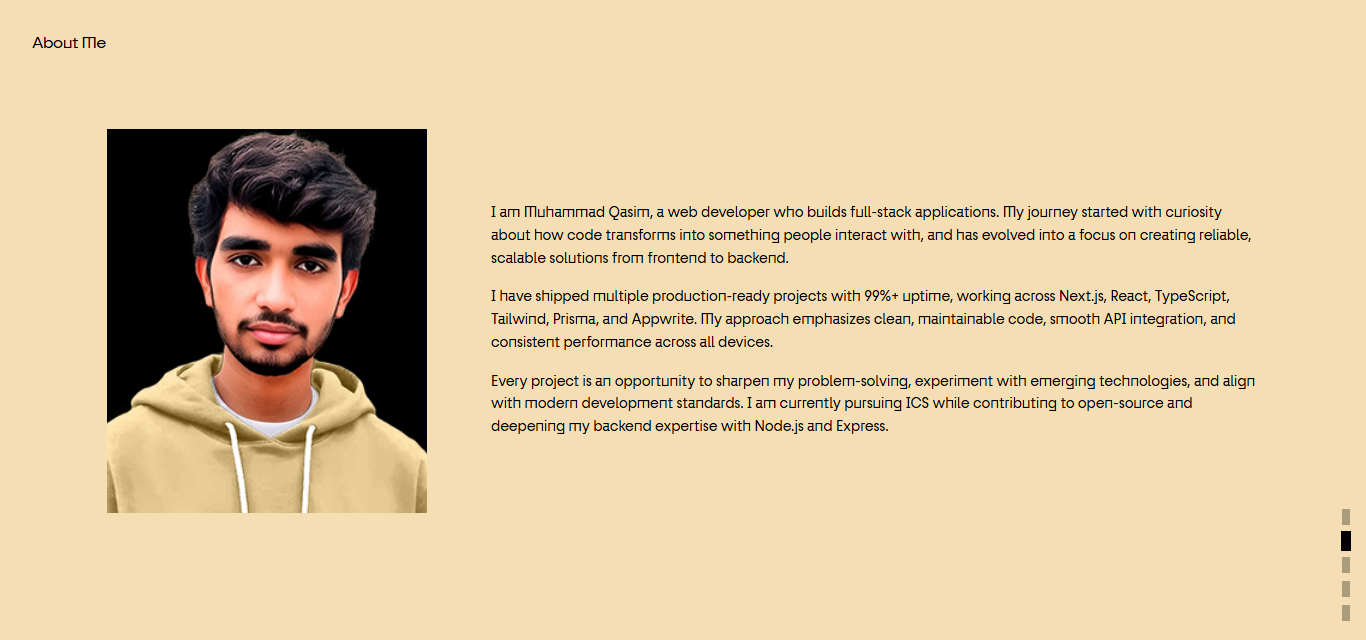 About Me
I am Muhammad Qasim, a web developer who builds full-stack applications. My journey started with curiosity
about how code transforms into something people interact with, and has evolved into a focus on creating reliable,
scalable solutions from frontend to backend.
I have shipped multiple production-ready projects with 99%+ uptime, working across Next.js, React, TypeScript,
Tailwind, Prisma, and Appwrite. My approach emphasizes clean, maintainable code, smooth API integration, and
consistent performance across all devices.
Every project is an opportunity to sharpen my problem-solving, experiment with emerging technologies, and align
with modern development standards. I am currently pursuing ICS while contributing to open-source and
deepening my backend expertise with Node.js and Express.